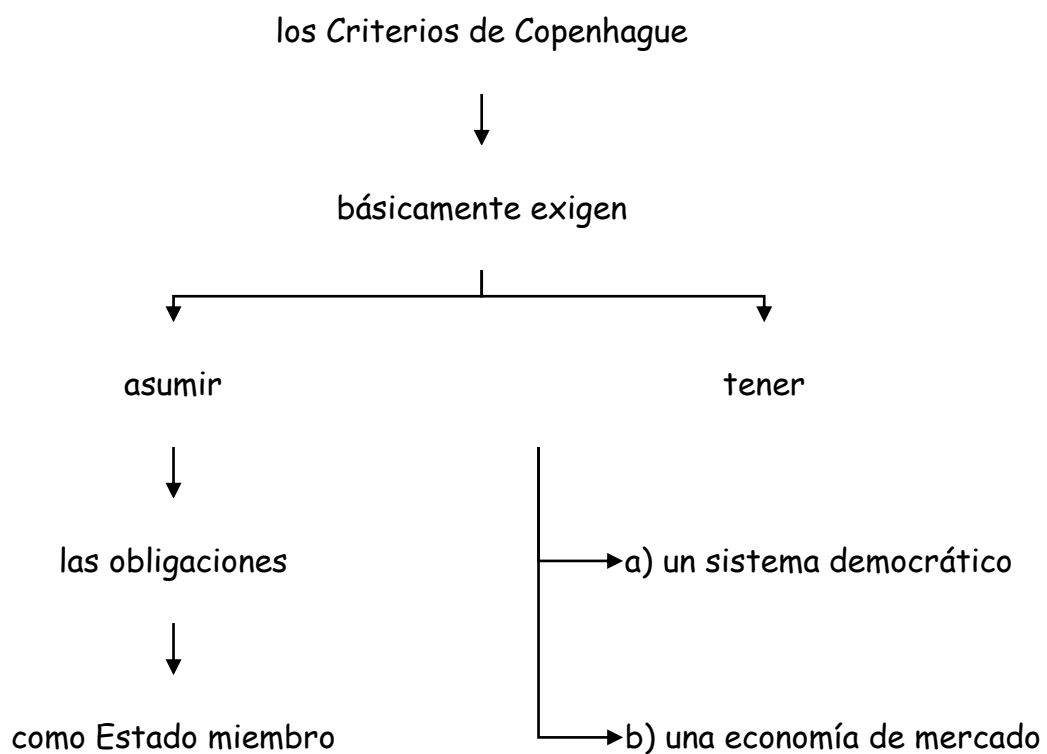 los Criterios de Copenhague
básicamente exigen
asumir
tener
las obligaciones
a) un sistema democrático
como Estado miembro
b) una economía de mercado